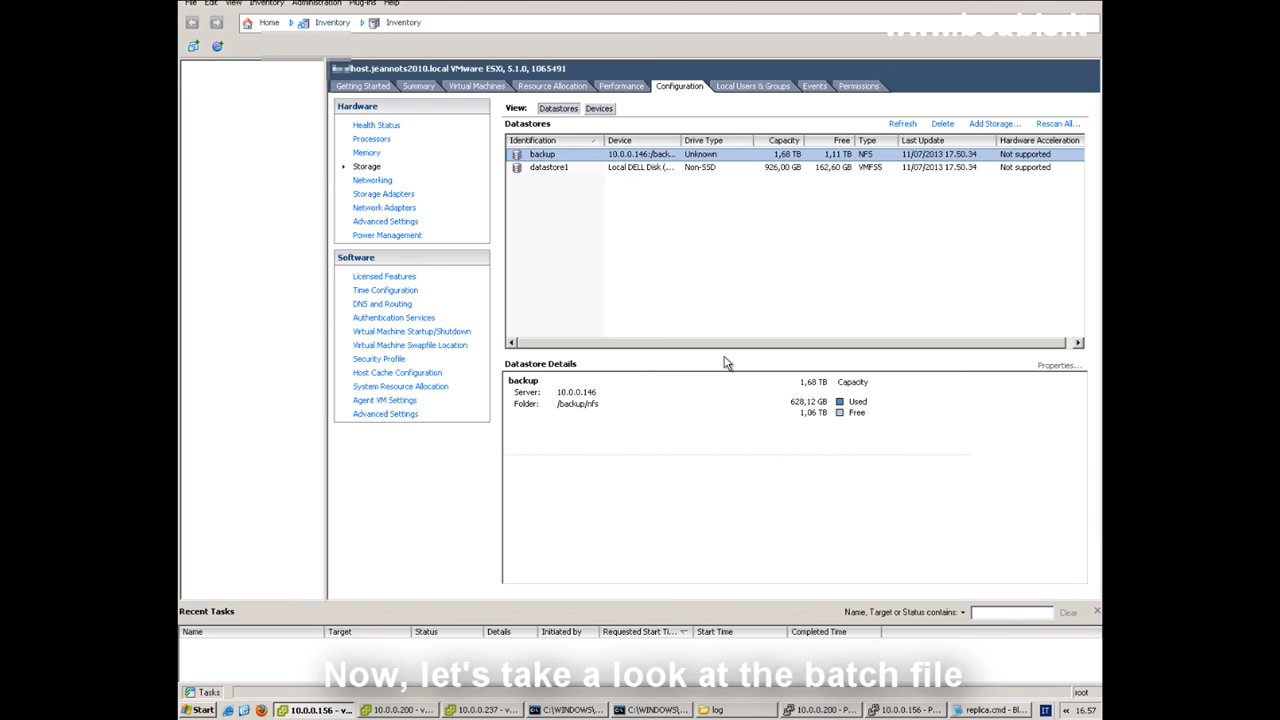 File Edit View Inventory Administration Plug-ins Help
Home Inventory Inventory
host.jeannots2010.local VMware ESXi, 5.1.0, 1065491
Getting Started Summary Virtual Machines Resource Allocation Performance Configuration Local Users & Groups Events Permissions
Hardware
Health Status
Processors
Memory
Storage
Networking
Storage Adapters
Network Adapters
Advanced Settings
Power Management
Software
Licensed Features
Time Configuration
DNS and Routing
Authentication Services
Virtual Machine Startup/Shutdown
Virtual Machine Swapfile Location
Security Profile
Host Cache Configuration
System Resource Allocation
Agent VM Settings
Advanced Settings
View: Datastores Devices
Datastores
Refresh Delete Add Storage... Rescan All...
Identification Device Drive Type Capacity Free Type Last Update Hardware Acceleration
backup 10.0.0.146:/back... Unknown 1,68 TB 1,11 TB NFS 11/07/2013 17.50.34 Not supported
datastore1 Local DELL Disk (... Non-SSD 926,00 GB 162,60 GB VMFS5 11/07/2013 17.50.34 Not supported
Datastore Details Properties...
backup 1,68 TB Capacity
Server: 10.0.0.146
Folder: /backup/nfs
628,12 GB Used
1,06 TB Free
Recent Tasks Name, Target or Status contains: Clear
Name Target Status Details Initiated by Requested Start Ti... Start Time Completed Time
Now, let's take a look at the batch file
Tasks root
Start 10.0.0.156 - v... 10.0.0.200 - v... 10.0.0.237 - v... C:\WINDOWS\... C:\WINDOWS\... log 10.0.0.200 - P... 10.0.0.156 - P... replica.cmd - Bl... IT « 16.57